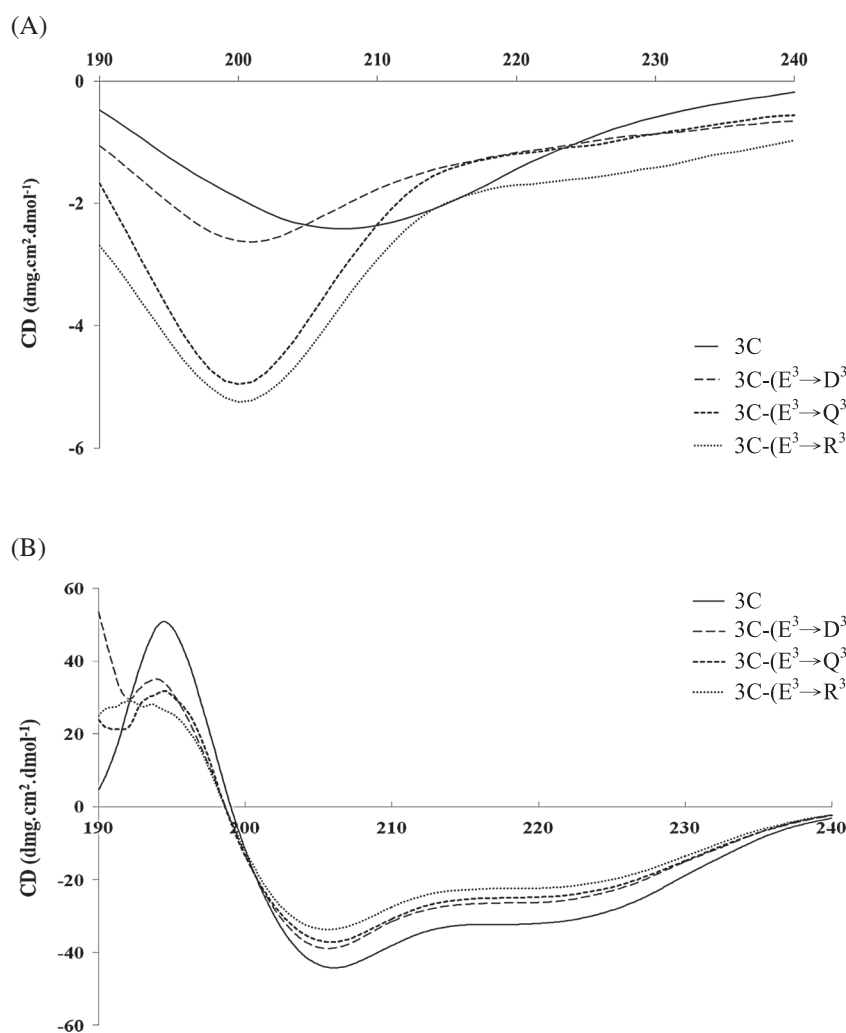 (A)
190 200 210 220 230 240
0
-2
-4
-6
CD (dmg.cm².dmol⁻¹)
3C
3C-(E³→D³
3C-(E³→Q³
3C-(E³→R³
(B)
60
40
20
0
-20
-40
-60
190 200 210 220 230 240
CD (dmg.cm².dmol⁻¹)
3C
3C-(E³→D³
3C-(E³→Q³
3C-(E³→R³